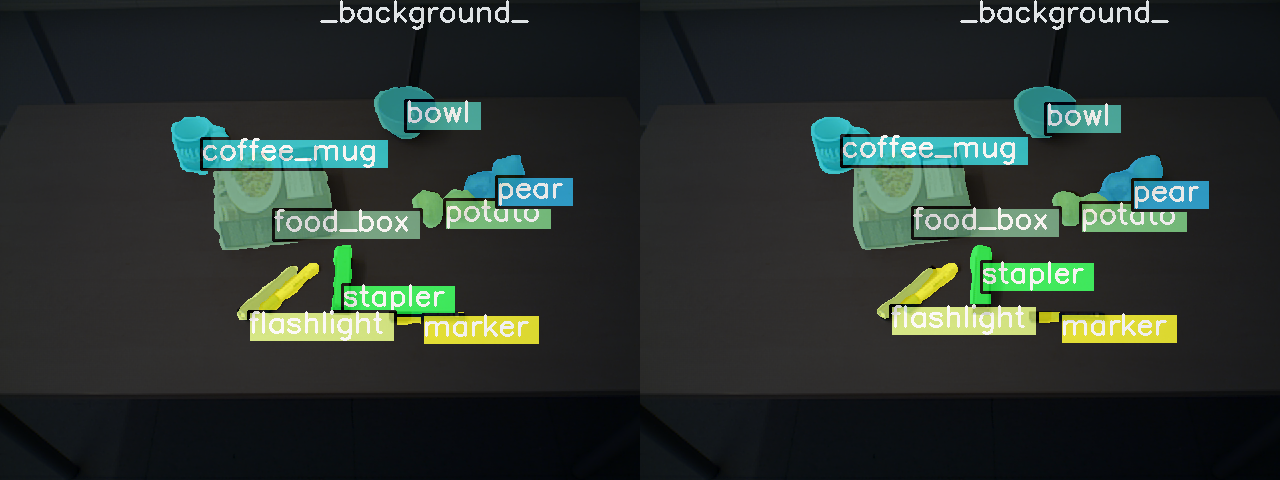 _background_
bowl
coffee_mug
pear
potato
food_box
stapler
flashlight
marker
_background_
bowl
coffee_mug
pear
potato
food_box
stapler
flashlight
marker